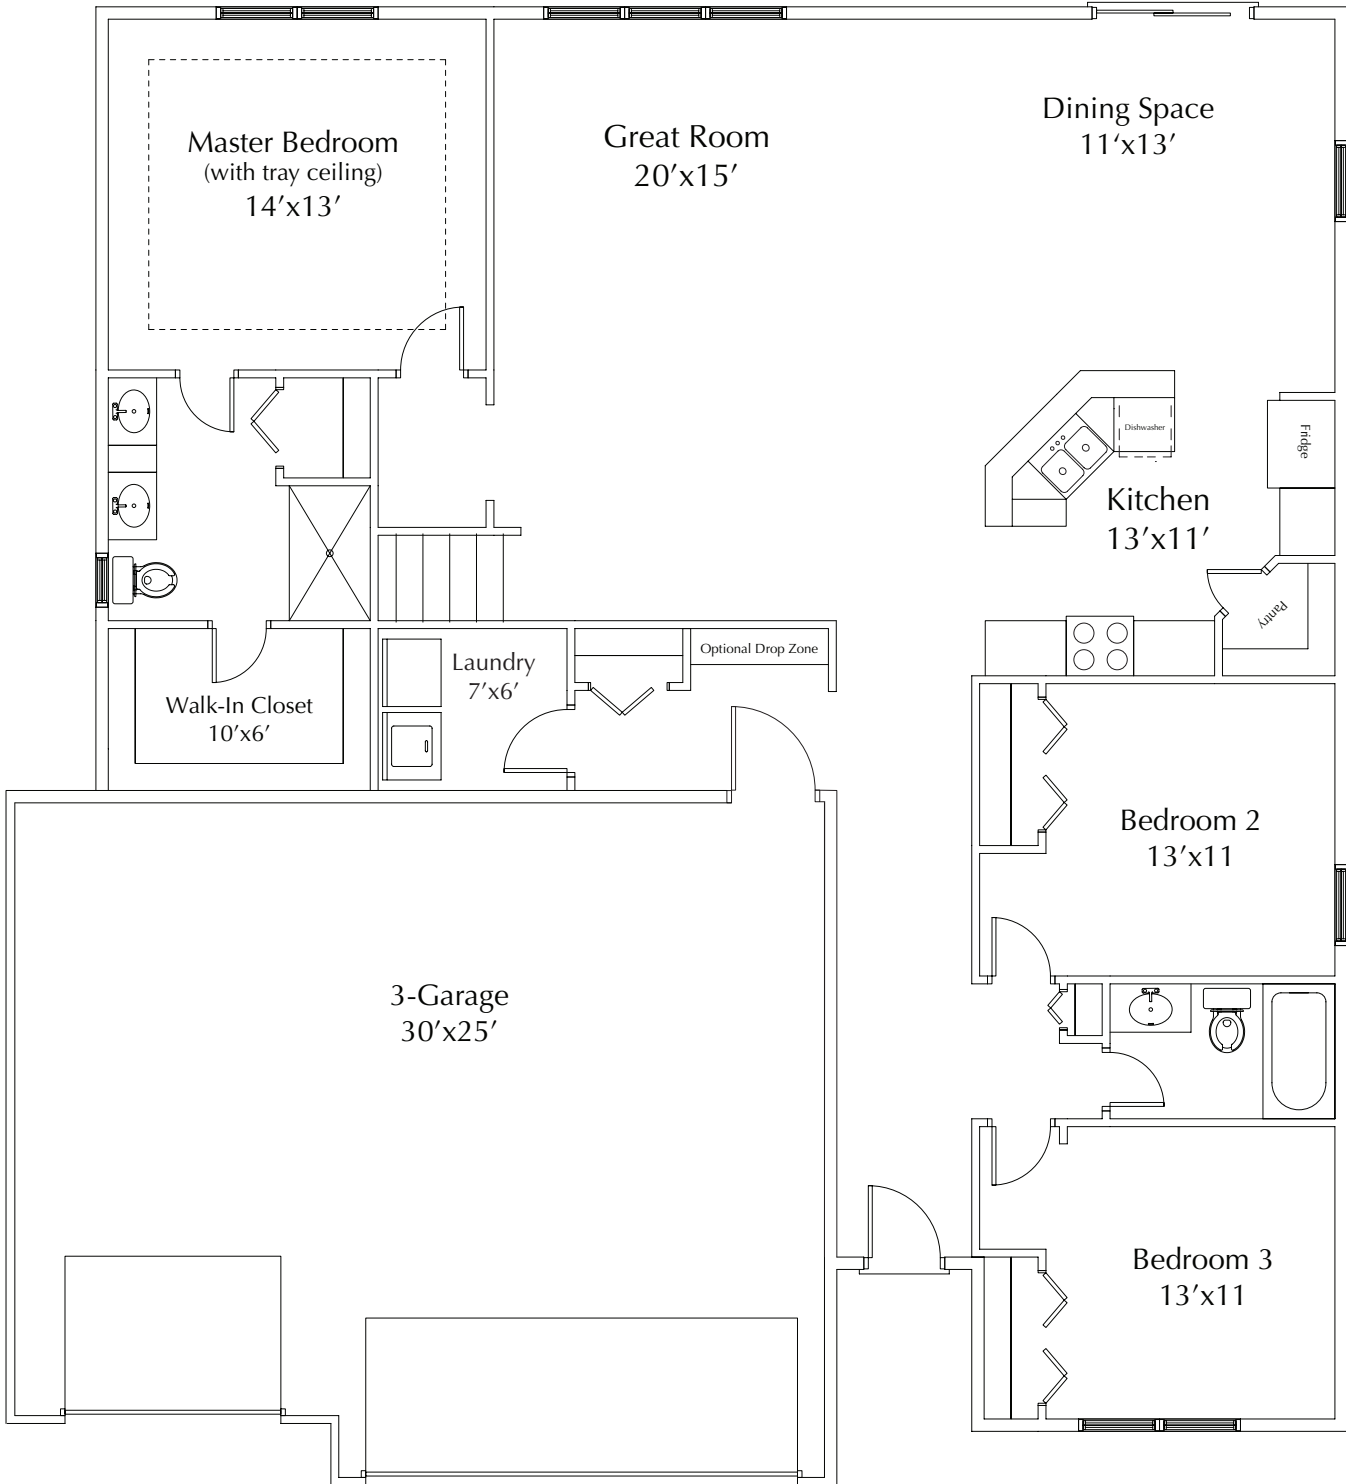 Master Bedroom
(with tray ceiling)
14′x13′
Great Room
20′x15′
Dining Space
11‘x13′
Dishwasher
Fridge
Kitchen
13′x11′
Pantry
Laundry
7′x6′
Optional Drop Zone
Walk-In Closet
10′x6′
Bedroom 2
13′x11
3-Garage
30′x25′
Bedroom 3
13′x11